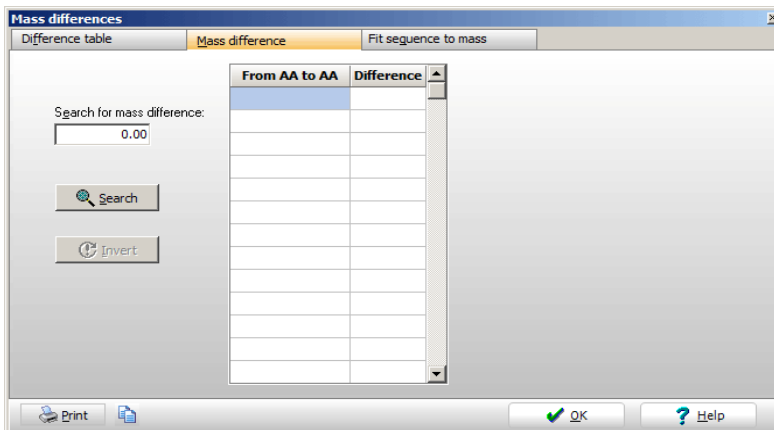 Mass differences
Difference table Mass difference Fit sequence to mass
From AA to AA Difference
Search for mass difference:
0.00
Search
Invert
Print OK Help